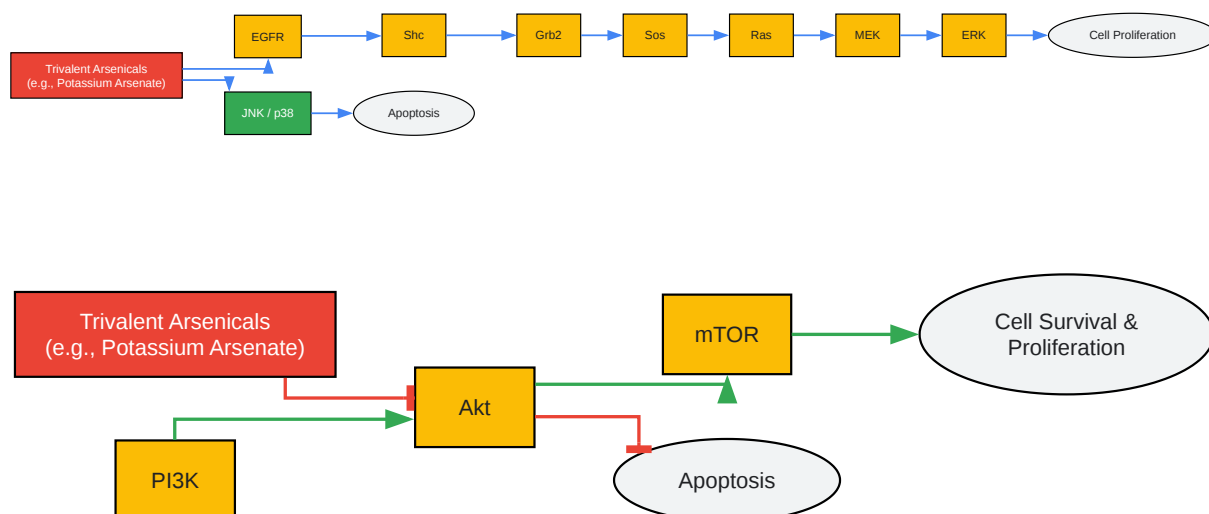 EGFR
Shc
Grb2
Sos
Ras
MEK
ERK
Cell Proliferation
Trivalent Arsenicals
(e.g., Potassium Arsenate)
JNK / p38
Apoptosis
Trivalent Arsenicals
(e.g., Potassium Arsenate)
mTOR
Cell Survival &
Proliferation
Akt
PI3K
Apoptosis